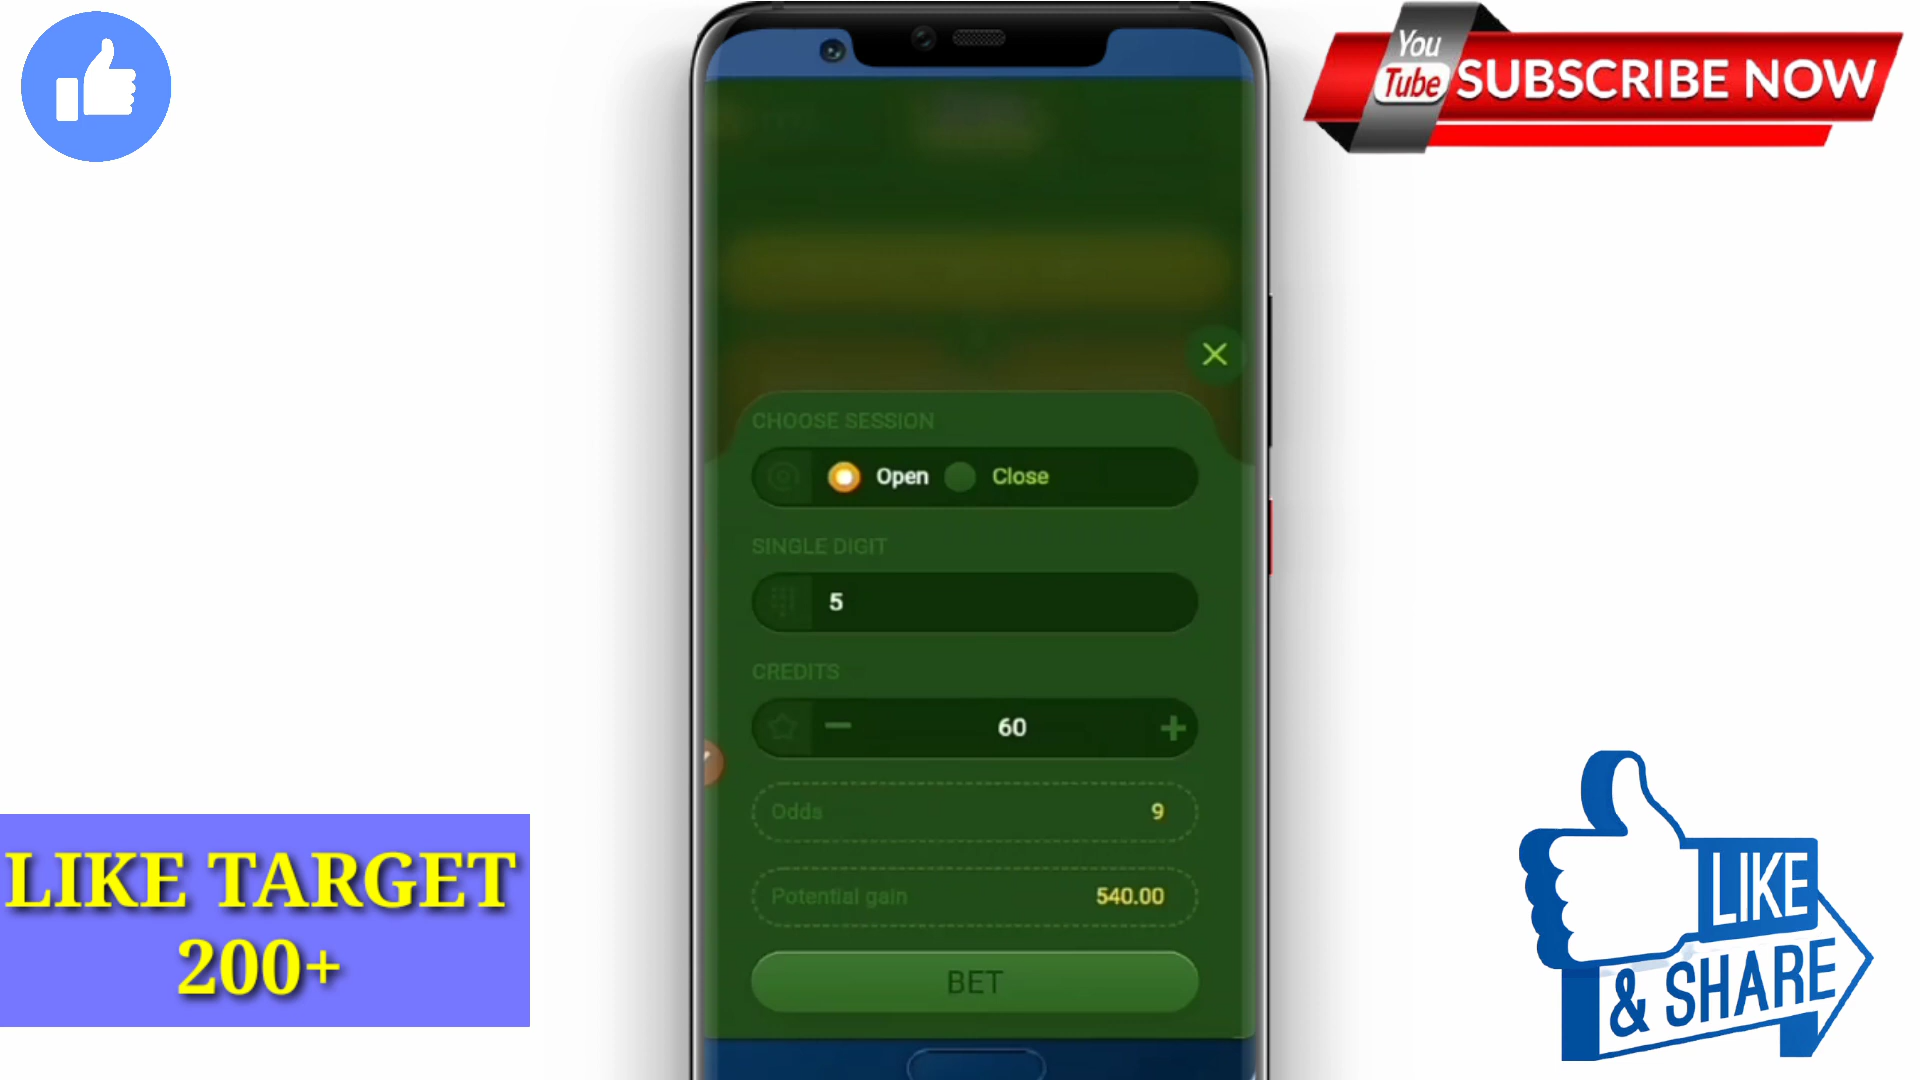 You
Tube SUBSCRIBE NOW
CHOOSE SESSION
Open Close
SINGLE DIGIT
5
CREDITS
60
Odds 9
Potential gain 540.00
BET
LIKE TARGET
200+
LIKE
& SHARE